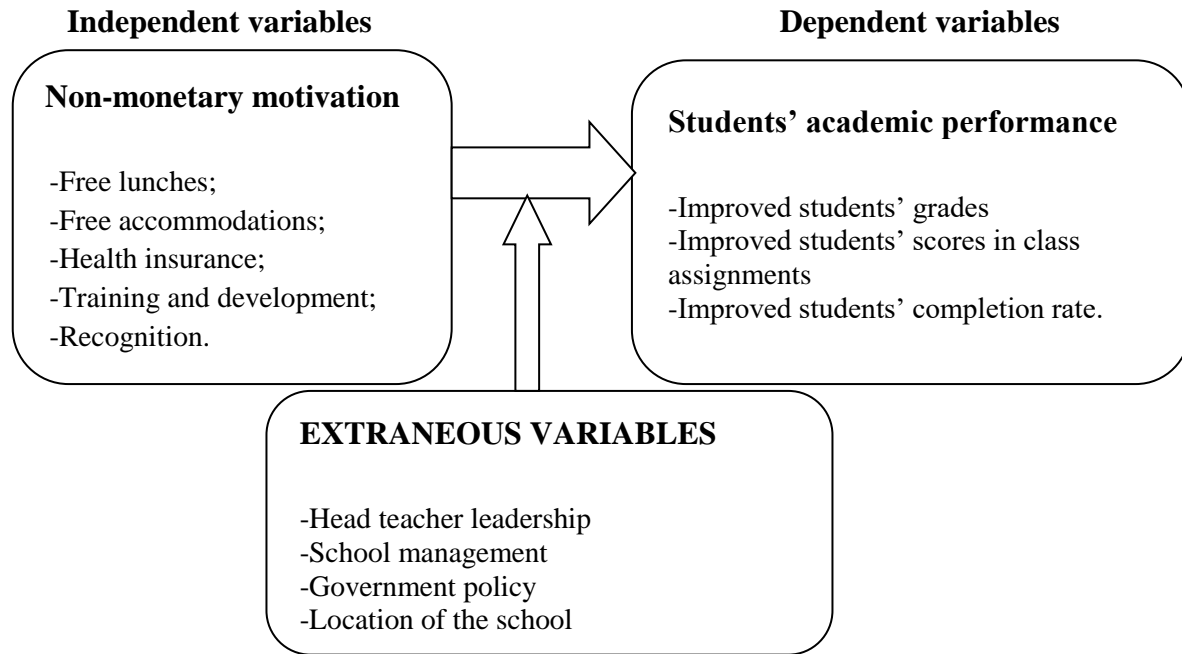 Independent variables
Non-monetary motivation
-Free lunches;
-Free accommodations;
-Health insurance;
-Training and development;
-Recognition.
Dependent variables
Students’ academic performance
-Improved students’ grades
-Improved students’ scores in class
assignments
-Improved students’ completion rate.
EXTRANEOUS VARIABLES
-Head teacher leadership
-School management
-Government policy
-Location of the school